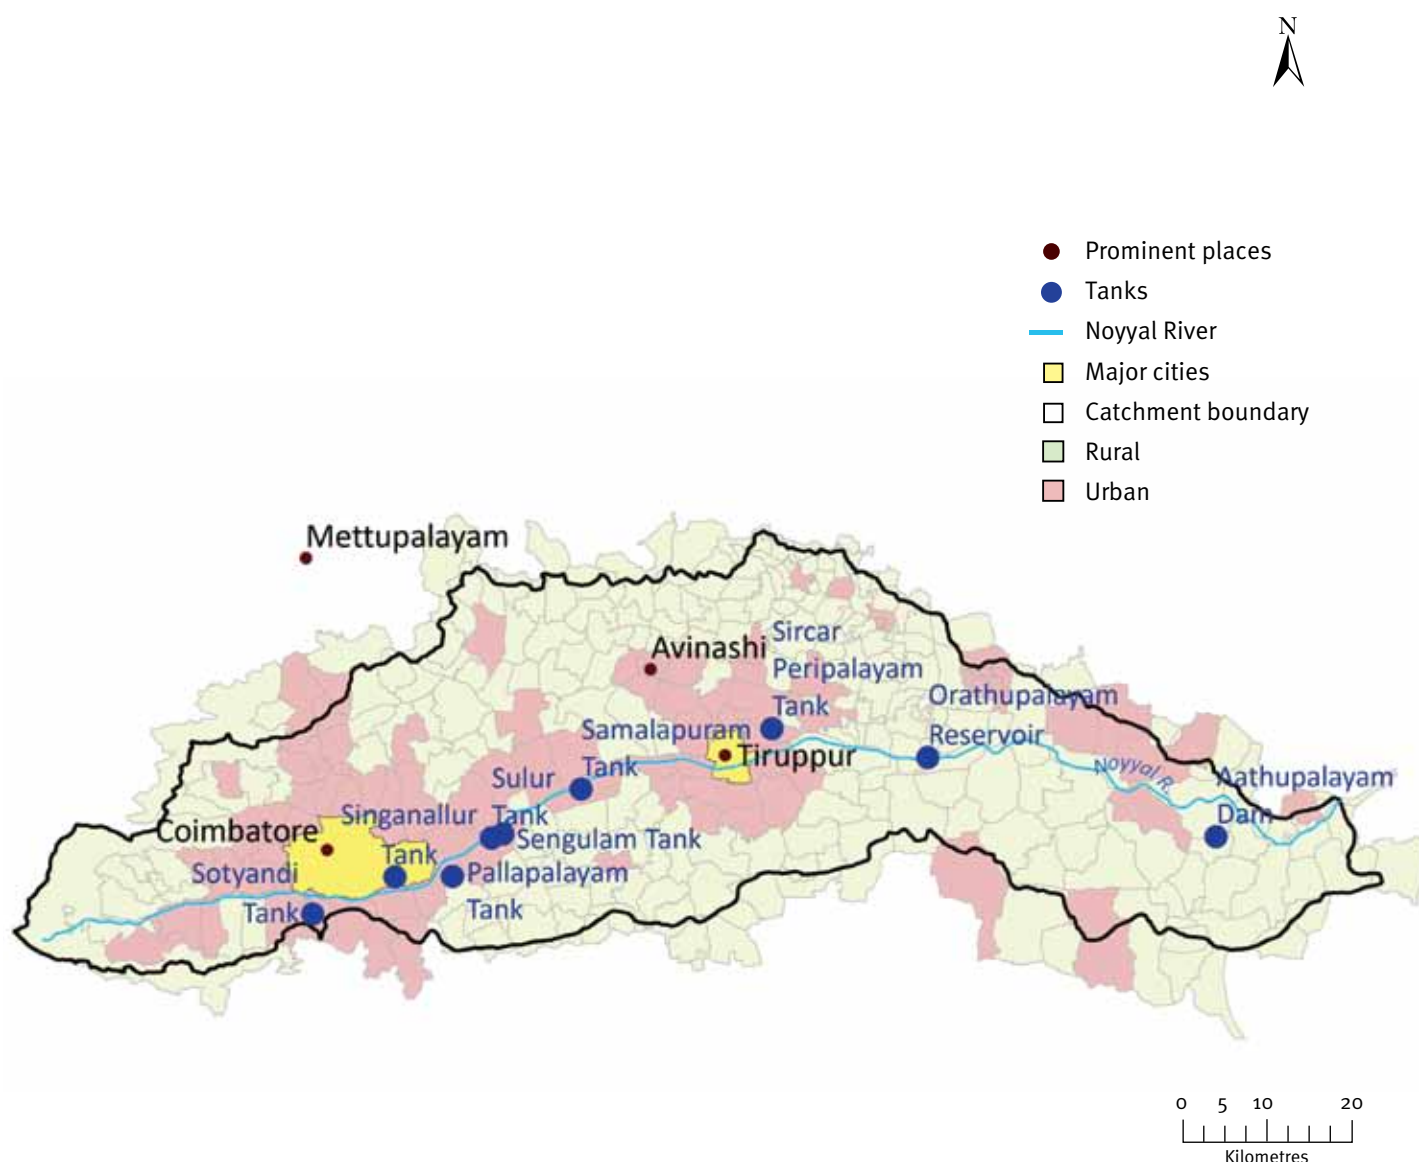 N
Prominent places
Tanks
Noyyal River
Major cities
Catchment boundary
Rural
Urban
Mettupalayam
Avinashi
Sircar
Peripalayam
Tank
Orathupalayam
Reservoir
Samalapuram
Tank
Tiruppur
Noyyal R.
Aathupalayam
Dam
Sulur
Tank
Singanallur
Tank
Sengulam Tank
Coimbatore
Sotyandi
Tank
Pallapalayam
Tank
0 5 10 20
Kilometres